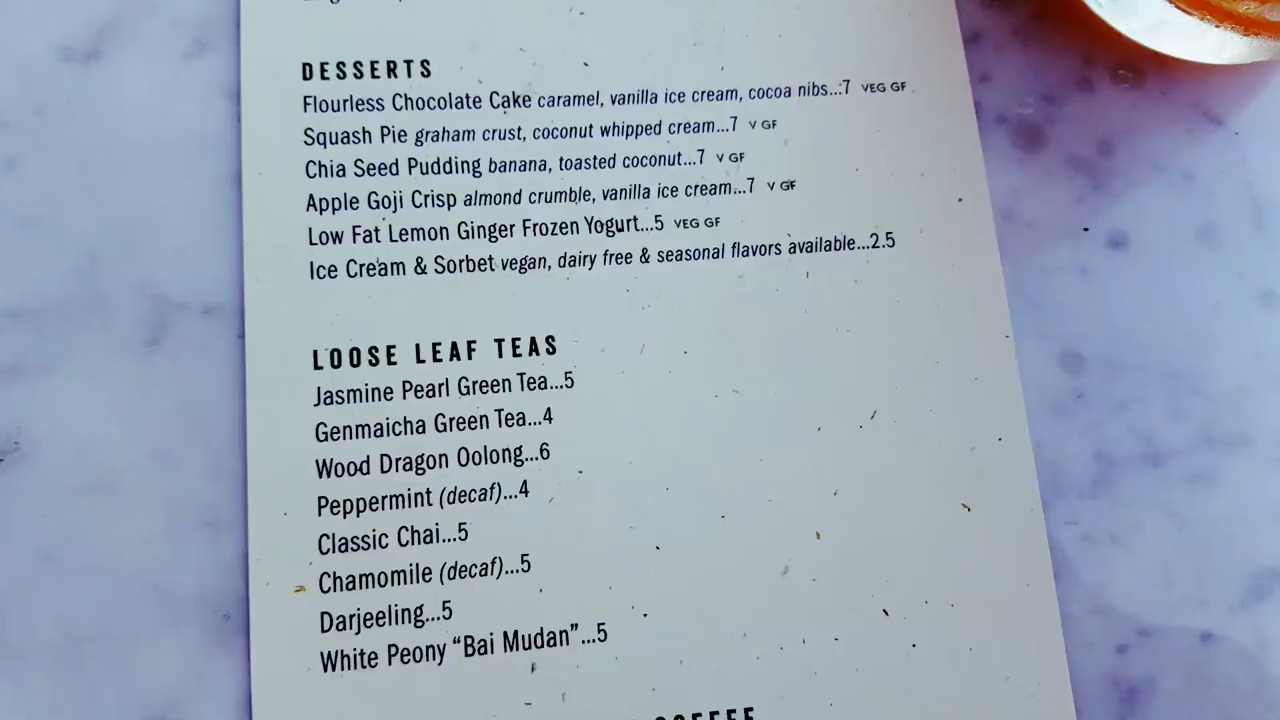 DESSERTS
Flourless Chocolate Cake caramel, vanilla ice cream, cocoa nibs...7 VEG GF
Squash Pie graham crust, coconut whipped cream...7 V GF
Chia Seed Pudding banana, toasted coconut...7 V GF
Apple Goji Crisp almond crumble, vanilla ice cream...7 V GF
Low Fat Lemon Ginger Frozen Yogurt...5 VEG GF
Ice Cream & Sorbet vegan, dairy free & seasonal flavors available...2.5
LOOSE LEAF TEAS
Jasmine Pearl Green Tea...5
Genmaicha Green Tea...4
Wood Dragon Oolong...6
Peppermint (decaf)...4
Classic Chai...5
Chamomile (decaf)...5
Darjeeling...5
White Peony “Bai Mudan”...5
COFFEE